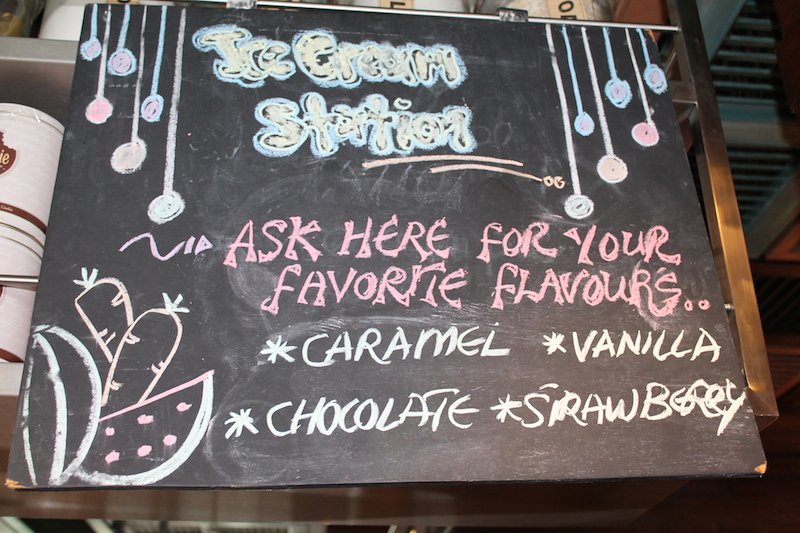 Ice Cream
Station
ASK HERE FOR YOUR
FAVORITE FLAVOURS..
*CARAMEL *VANILLA
*CHOCOLATE *STRAWBERRY